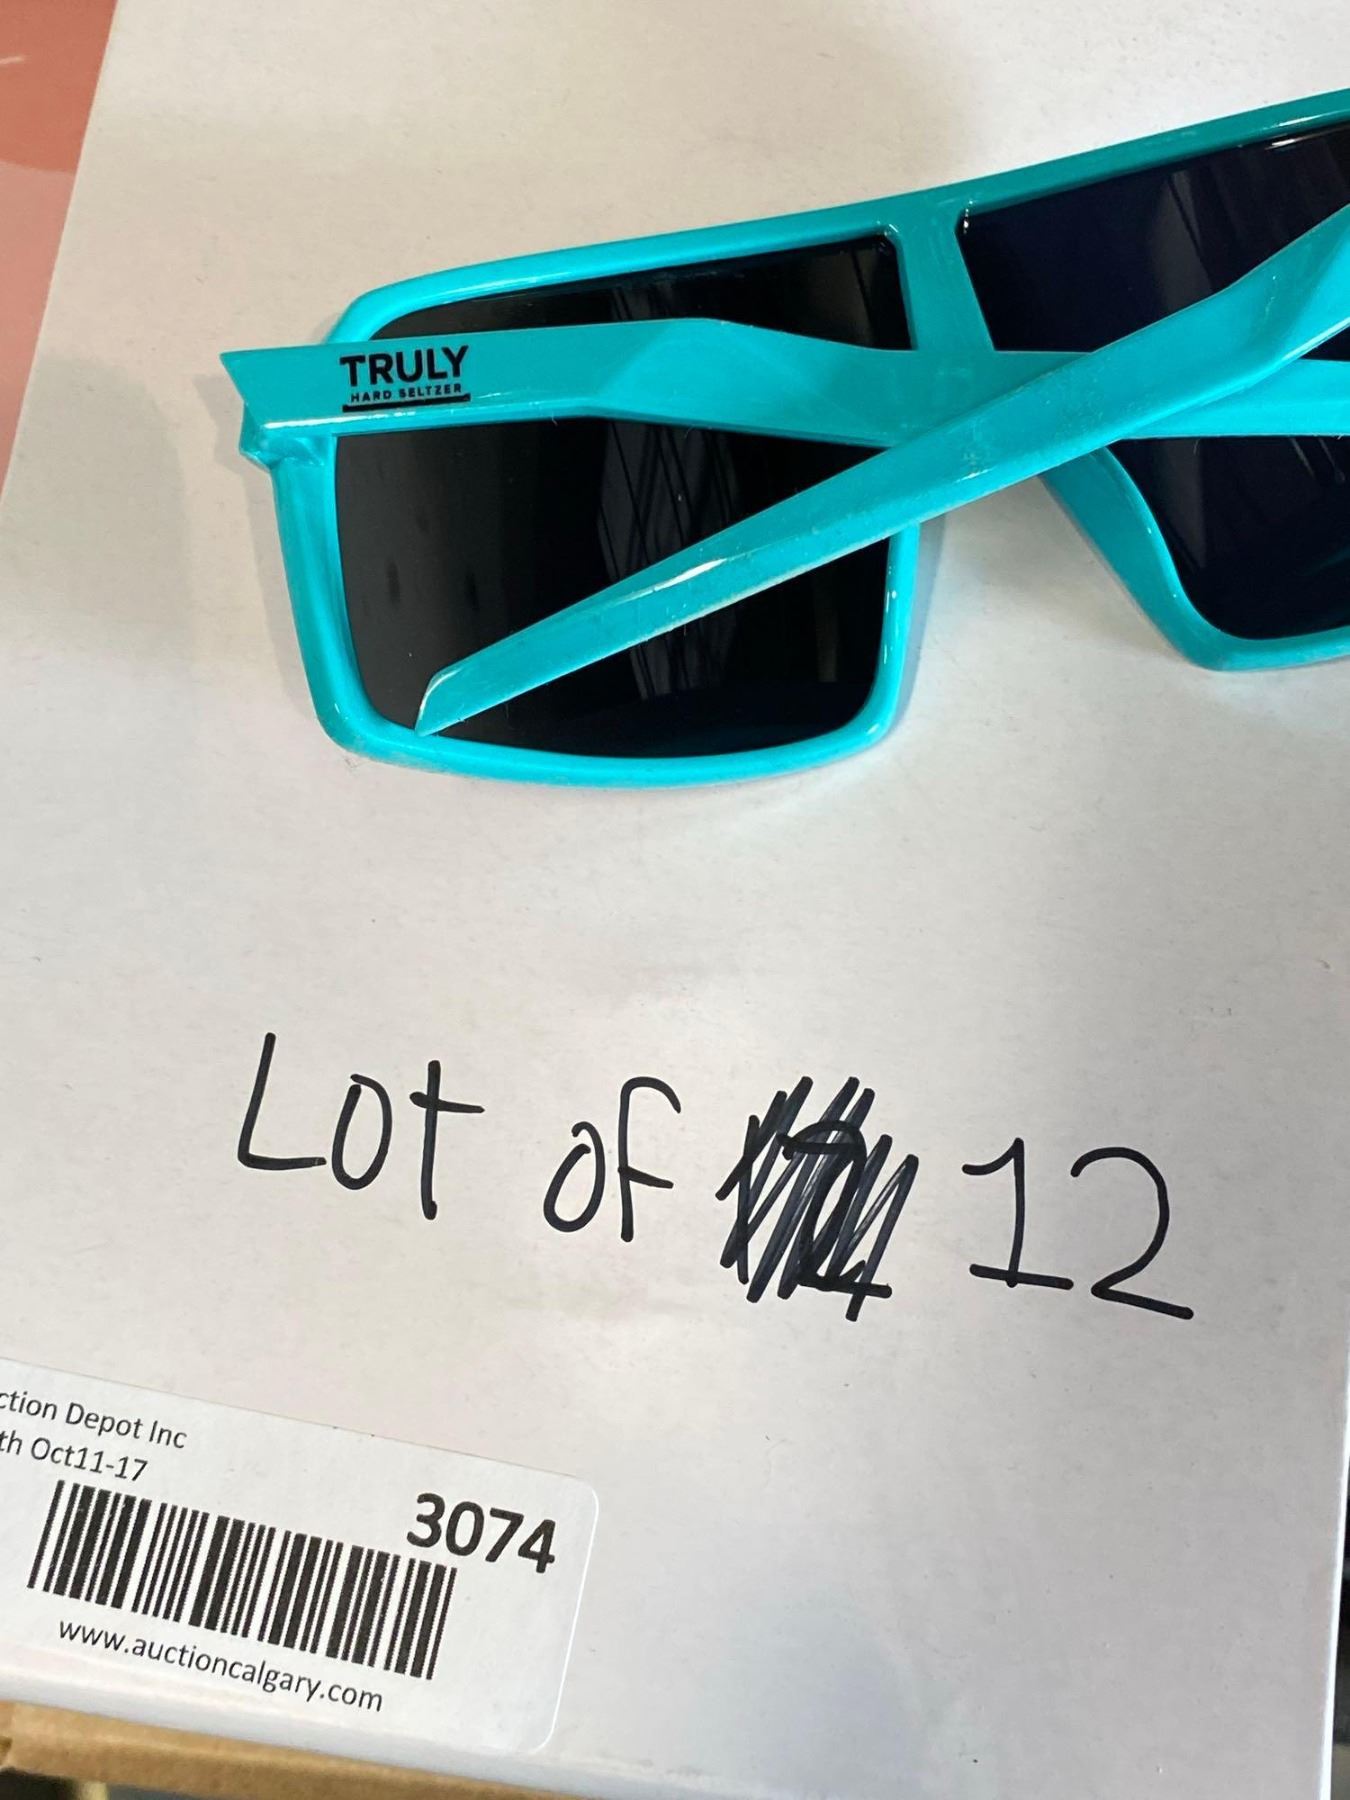 TRULY
HARD SELTZER
Lot of 12
ction Depot Inc
th Oct11-17
3074
www.auctioncalgary.com